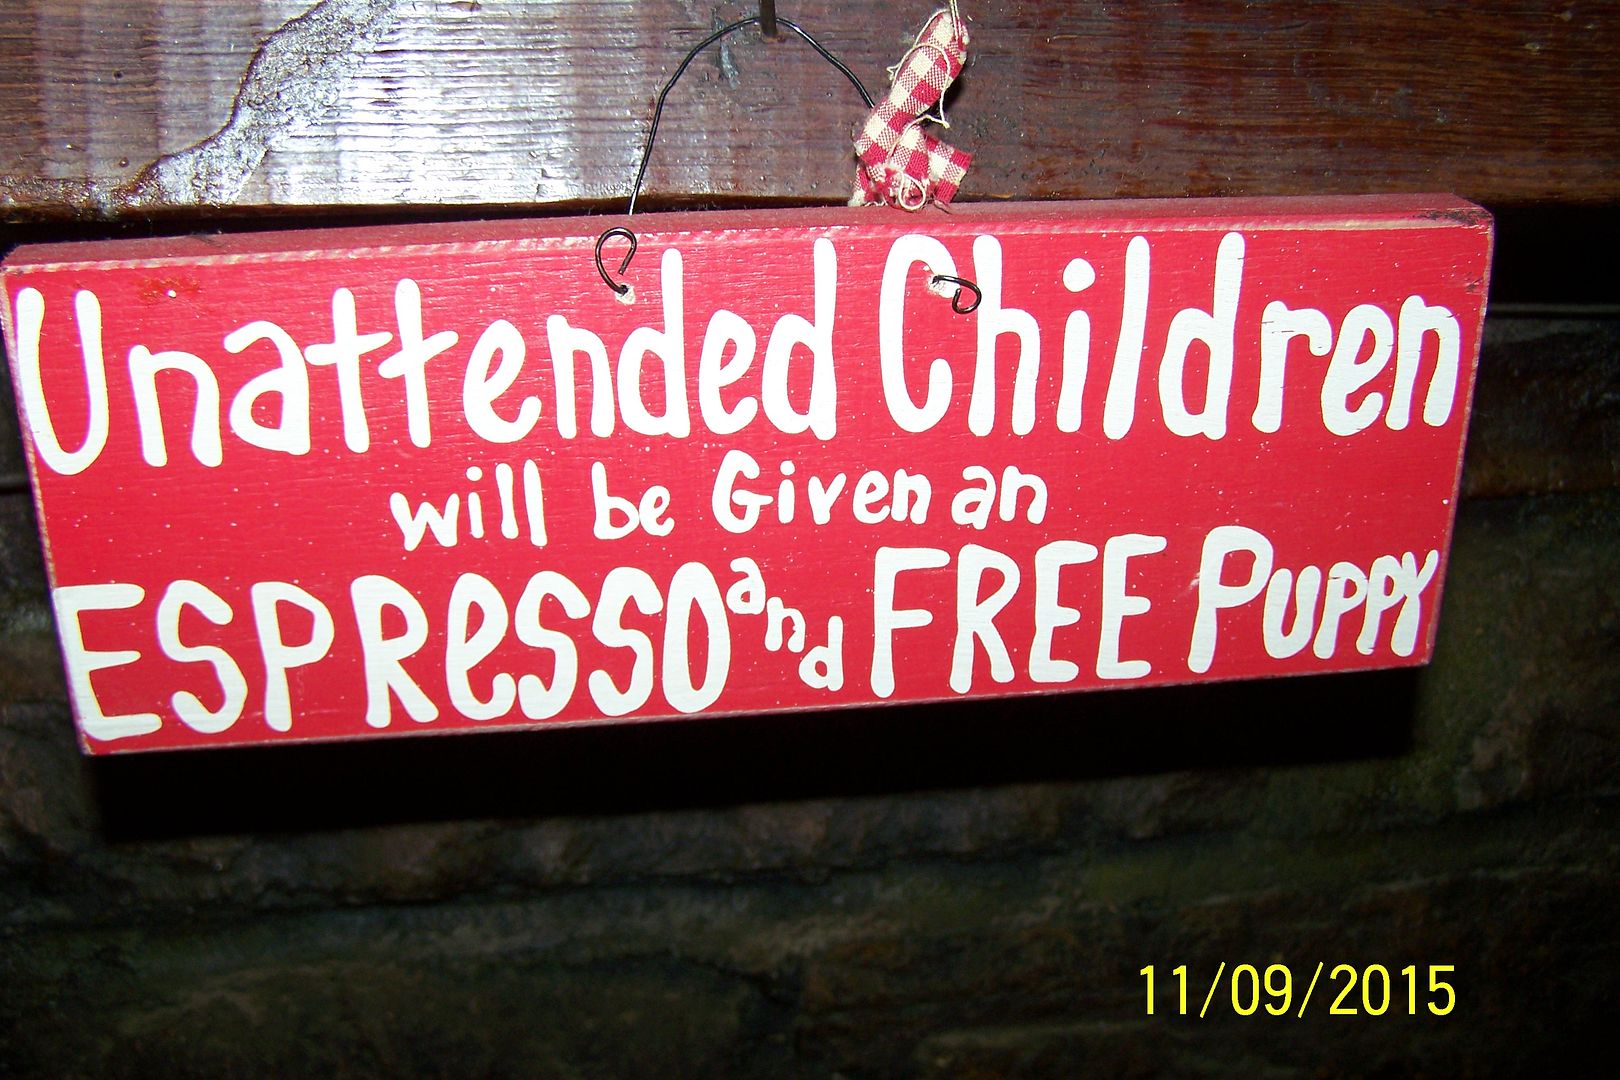 Unattended Children
will be Given an
ESPResso and FREE Puppy
11/09/2015